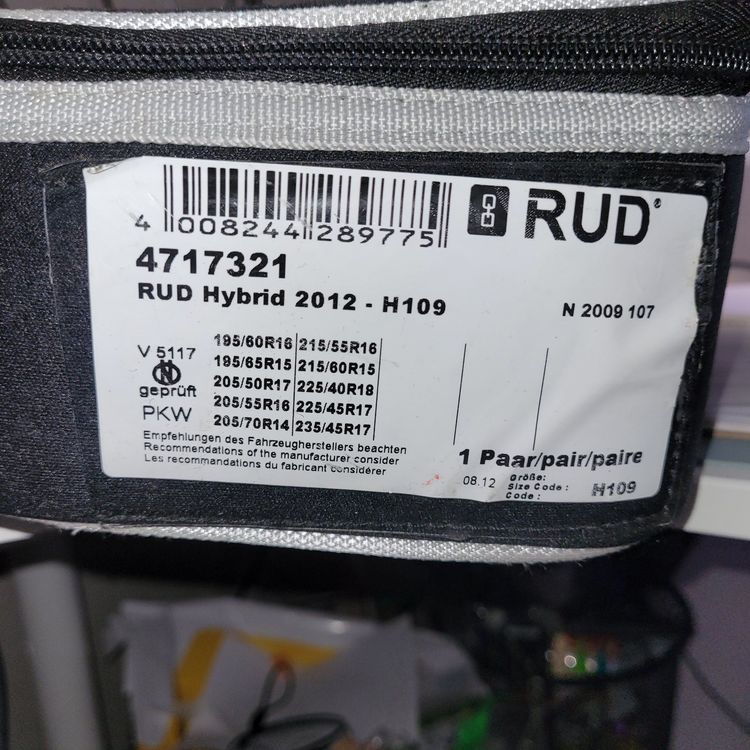 4 008244 289775
RUD®
4717321
RUD Hybrid 2012 - H109
N 2009 107
V 5117
geprüft
PKW
195/60R16 215/55R16
195/65R15 215/60R15
205/50R17 225/40R18
205/55R16 225/45R17
205/70R14 235/45R17
Empfehlungen des Fahrzeugherstellers beachten
Recommendations of the manufacturer consider
Les recommandations du fabricant considérer
1 Paar/pair/paire
08.12
Größe:
Size Code:
Code:
H109